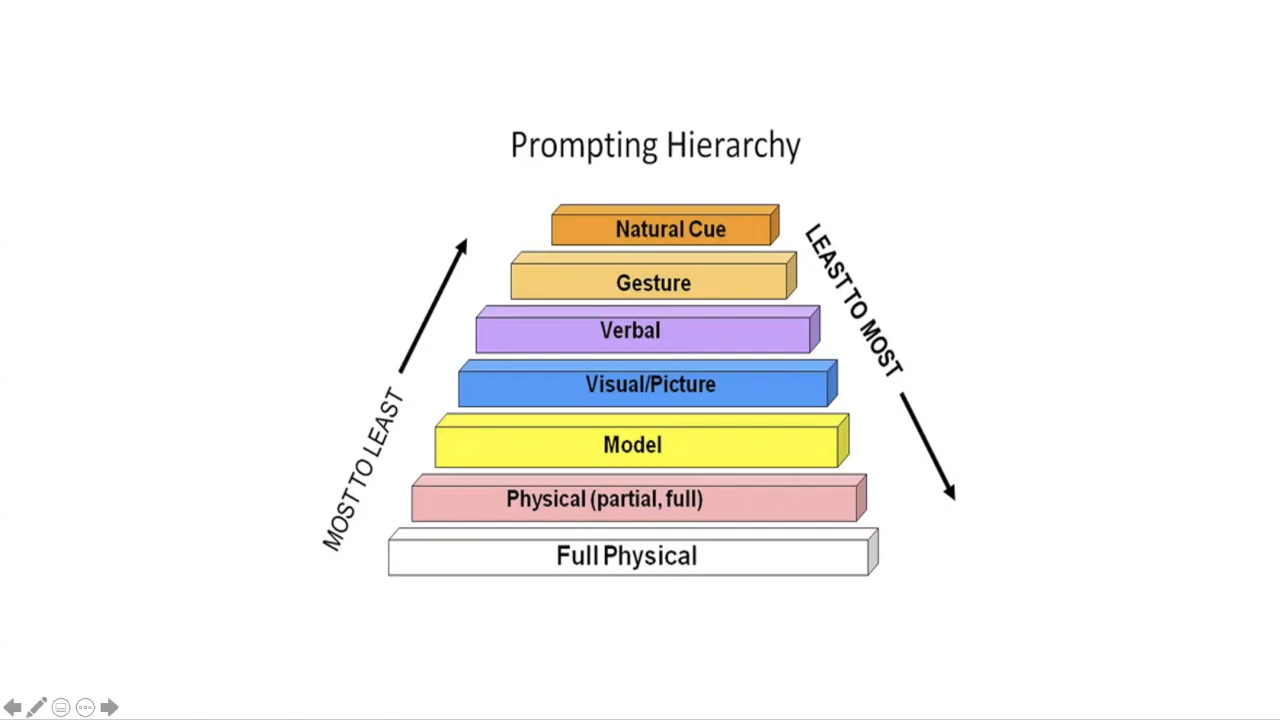 Prompting Hierarchy
Natural Cue
Gesture
Verbal
Visual/Picture
Model
Physical (partial, full)
Full Physical
MOST TO LEAST
LEAST TO MOST